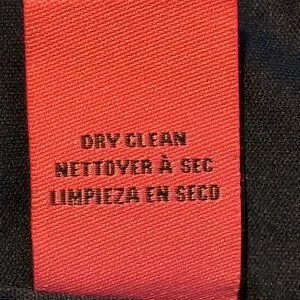 DRY CLEAN
NETTOYER À SEC
LIMPIEZA EN SECO